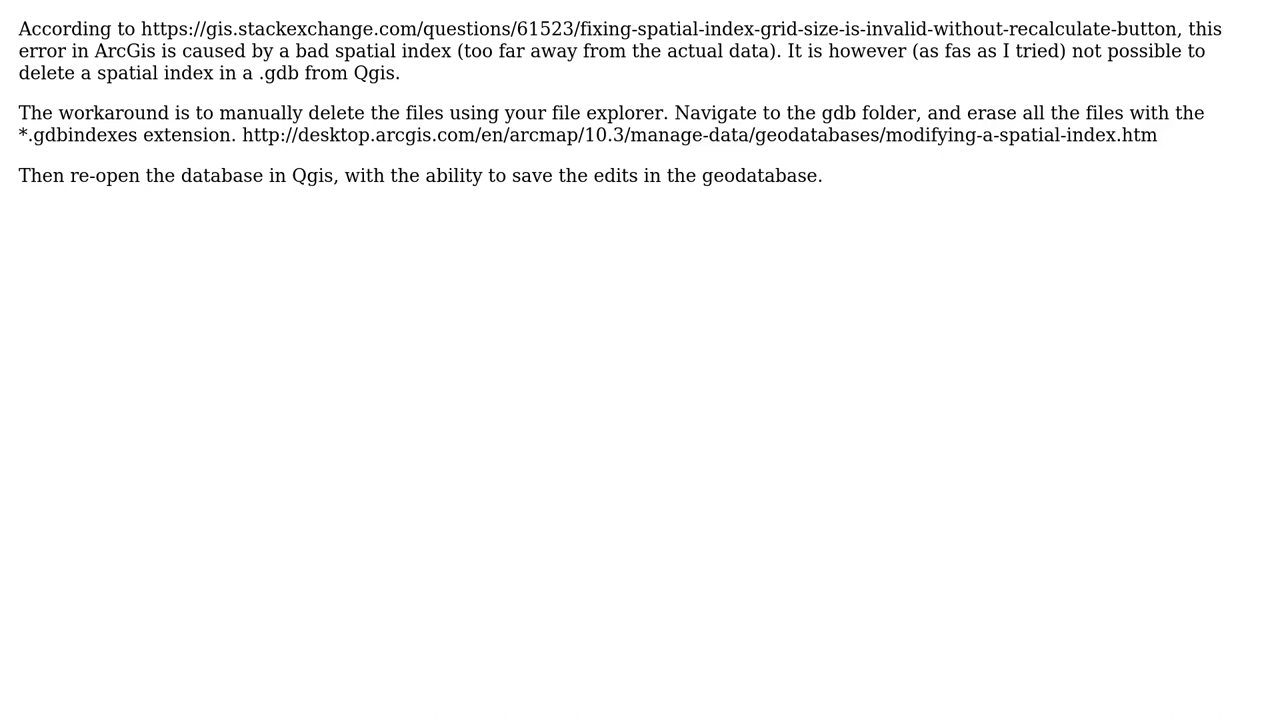 According to https://gis.stackexchange.com/questions/61523/fixing-spatial-index-grid-size-is-invalid-without-recalculate-button, this
error in ArcGis is caused by a bad spatial index (too far away from the actual data). It is however (as fas as I tried) not possible to
delete a spatial index in a .gdb from Qgis.
The workaround is to manually delete the files using your file explorer. Navigate to the gdb folder, and erase all the files with the
*.gdbindexes extension. http://desktop.arcgis.com/en/arcmap/10.3/manage-data/geodatabases/modifying-a-spatial-index.htm
Then re-open the database in Qgis, with the ability to save the edits in the geodatabase.